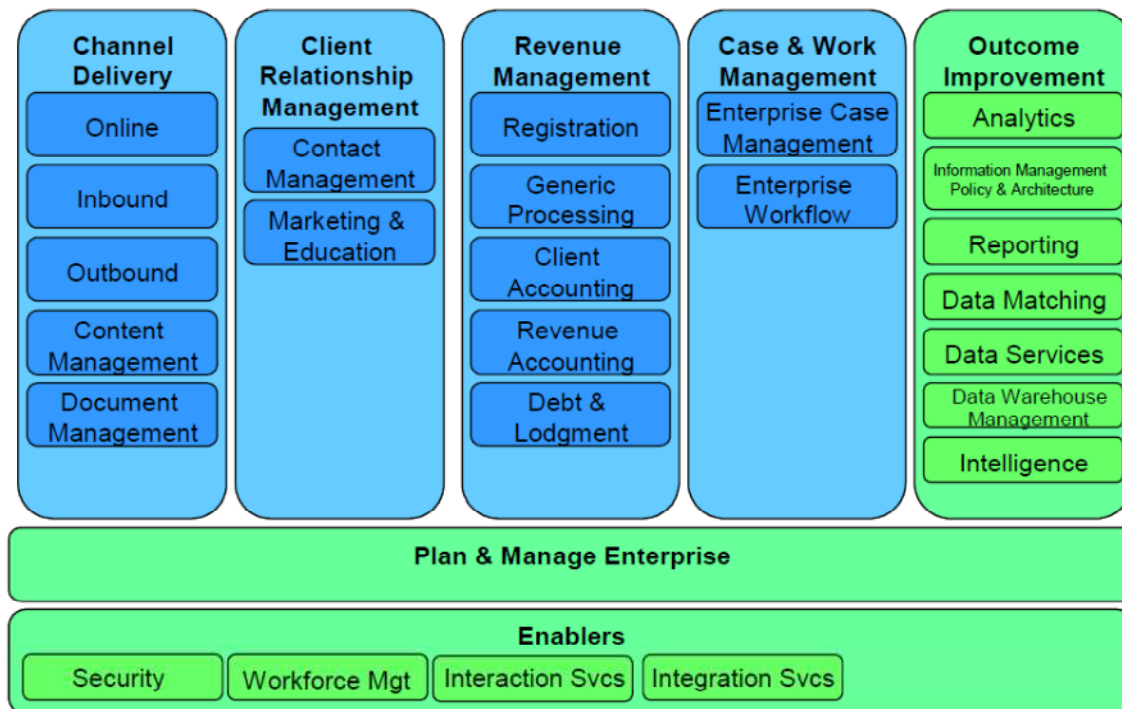 Channel
Delivery
Online
Inbound
Outbound
Content
Management
Document
Management
Client
Relationship
Management
Contact
Management
Marketing &
Education
Revenue
Management
Registration
Generic
Processing
Client
Accounting
Revenue
Accounting
Debt &
Lodgment
Case & Work
Management
Enterprise Case
Management
Enterprise
Workflow
Outcome
Improvement
Analytics
Information Management
Policy & Architecture
Reporting
Data Matching
Data Services
Data Warehouse
Management
Intelligence
Plan & Manage Enterprise
Enablers
Security
Workforce Mgt
Interaction Svcs
Integration Svcs